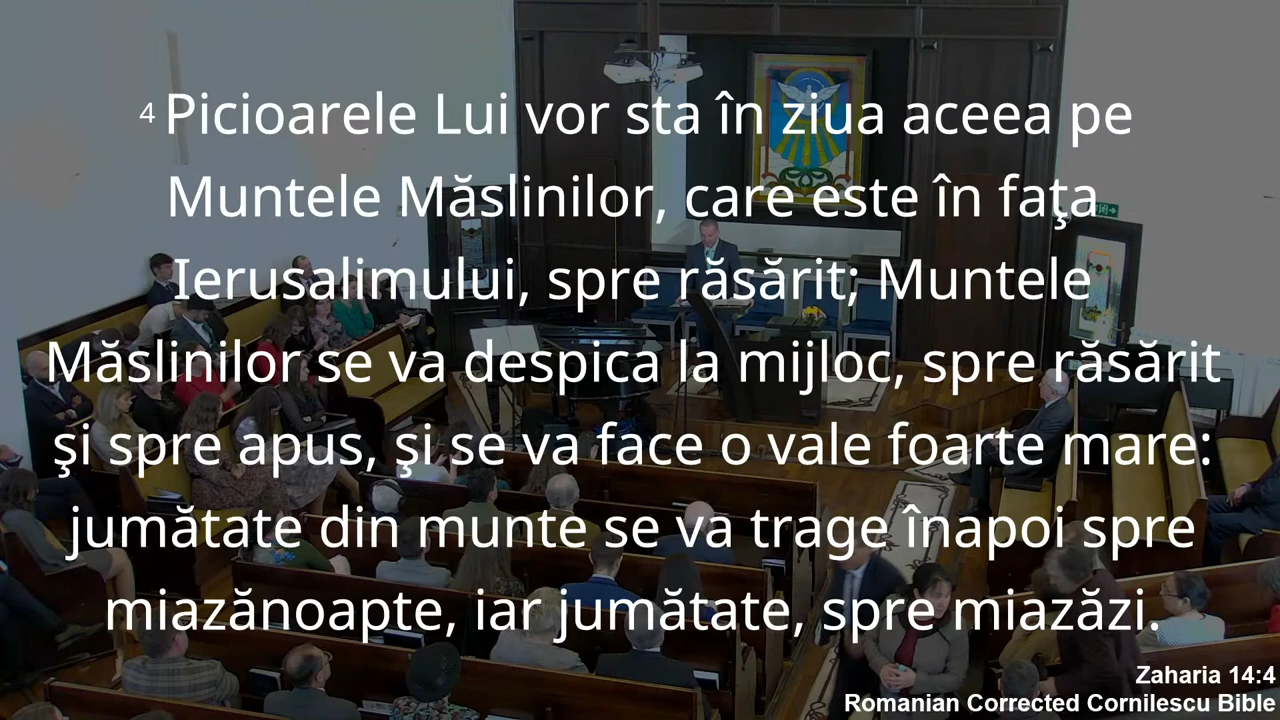 4 Picioarele Lui vor sta în ziua aceea pe
Muntele Măslinilor, care este în faţa
Ierusalimului, spre răsărit; Muntele
Măslinilor se va despica la mijloc, spre răsărit
şi spre apus, şi se va face o vale foarte mare:
jumătate din munte se va trage înapoi spre
miazănoapte, iar jumătate, spre miazăzi.
Zaharia 14:4
Romanian Corrected Cornilescu Bible